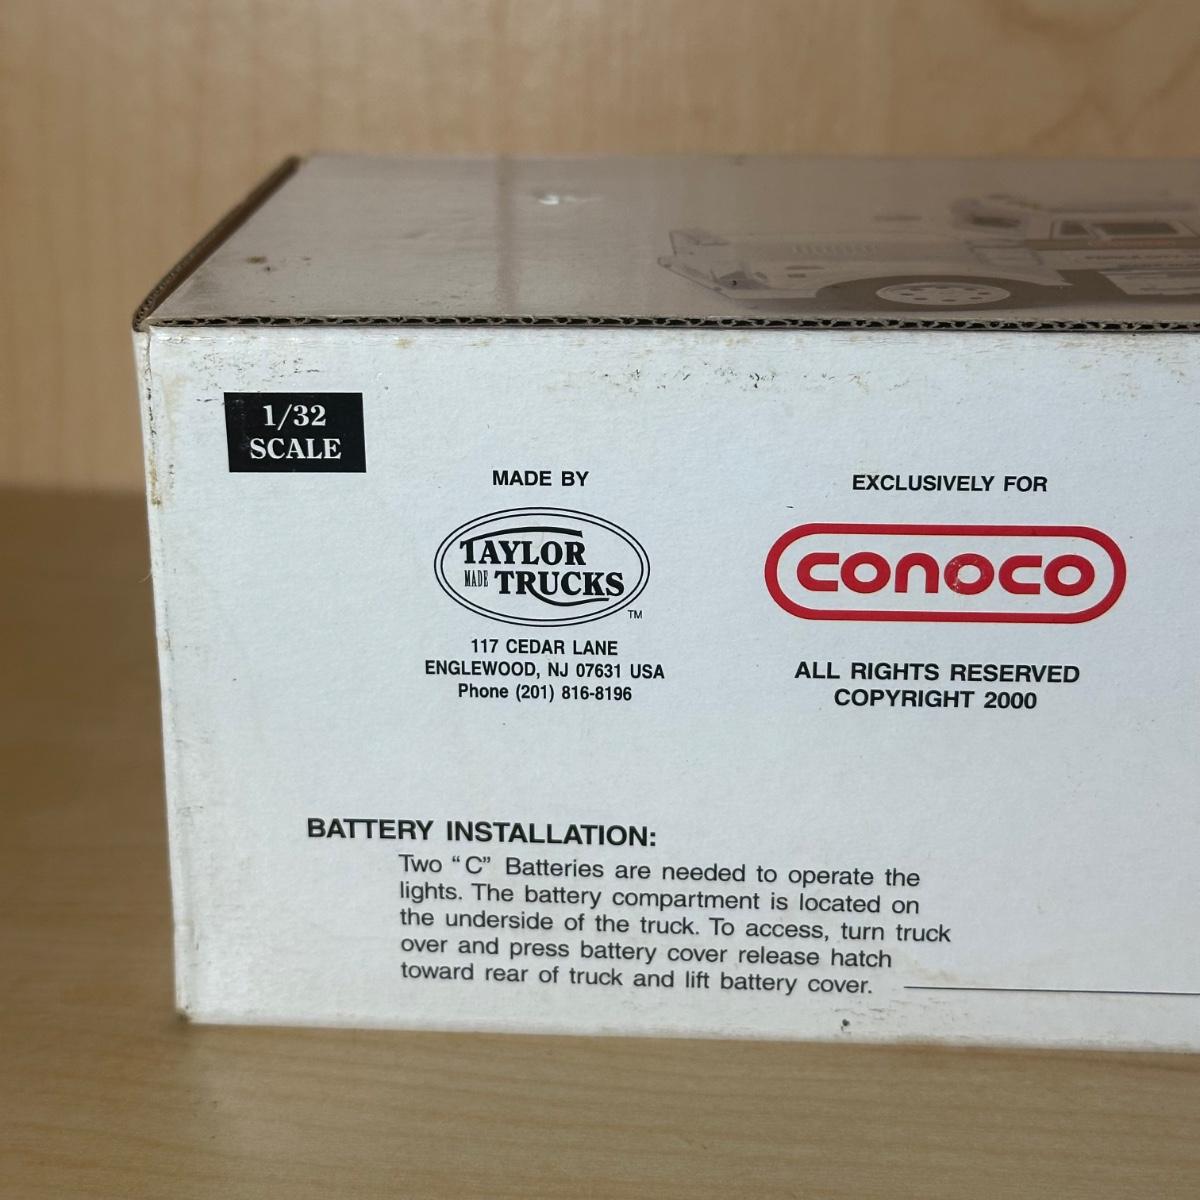 1/32
SCALE
MADE BY
TAYLOR
MADE TRUCKS
TM
117 CEDAR LANE
ENGLEWOOD, NJ 07631 USA
Phone (201) 816-8196
EXCLUSIVELY FOR
CONOCO
ALL RIGHTS RESERVED
COPYRIGHT 2000
BATTERY INSTALLATION:
Two “C” Batteries are needed to operate the
lights. The battery compartment is located on
the underside of the truck. To access, turn truck
over and press battery cover release hatch
toward rear of truck and lift battery cover.